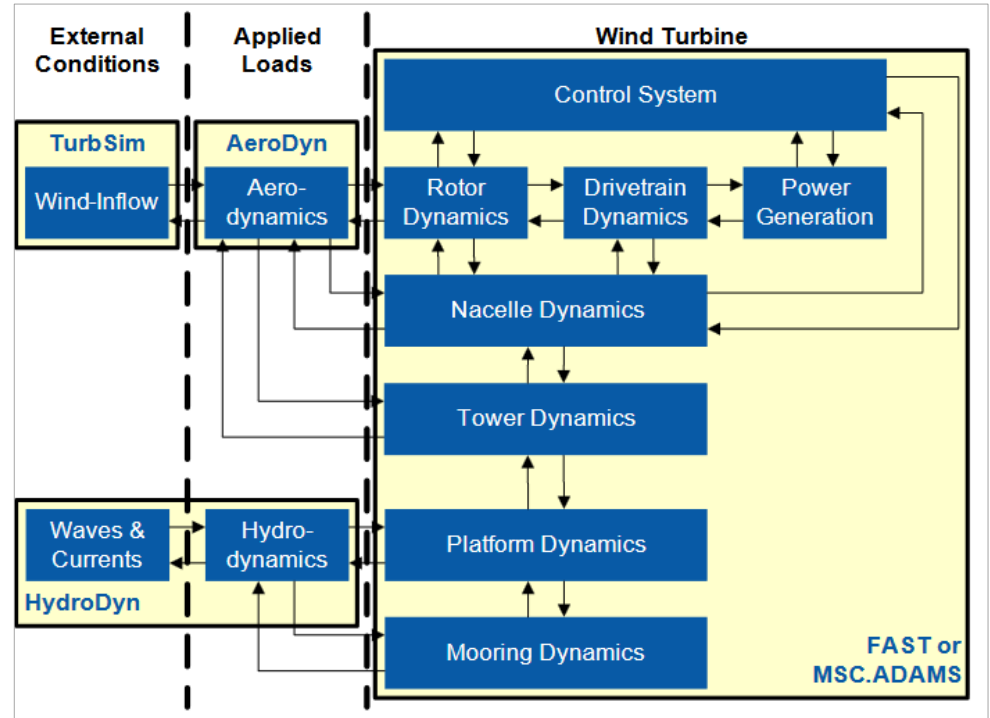 External
Conditions
Applied
Loads
Wind Turbine
Control System
TurbSim
AeroDyn
Wind-Inflow
Aero-
dynamics
Rotor
Dynamics
Drivetrain
Dynamics
Power
Generation
Nacelle Dynamics
Tower Dynamics
Waves &
Currents
Hydro-
dynamics
Platform Dynamics
HydroDyn
Mooring Dynamics
FAST or
MSC.ADAMS